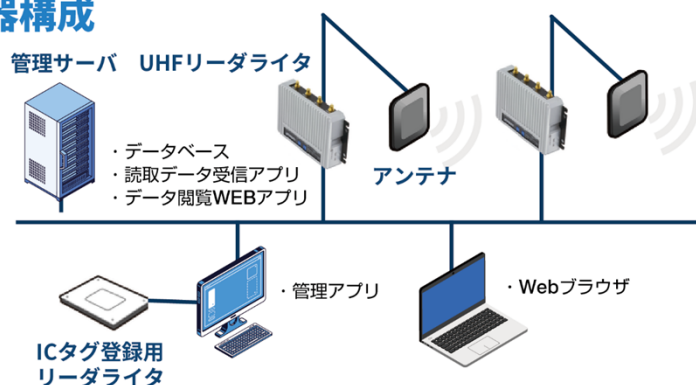 器構成
管理サーバ UHFリーダライタ
・データベース
・読取データ受信アプリ
・データ閲覧WEBアプリ
アンテナ
・管理アプリ
・Webブラウザ
ICタグ登録用
リーダライタ